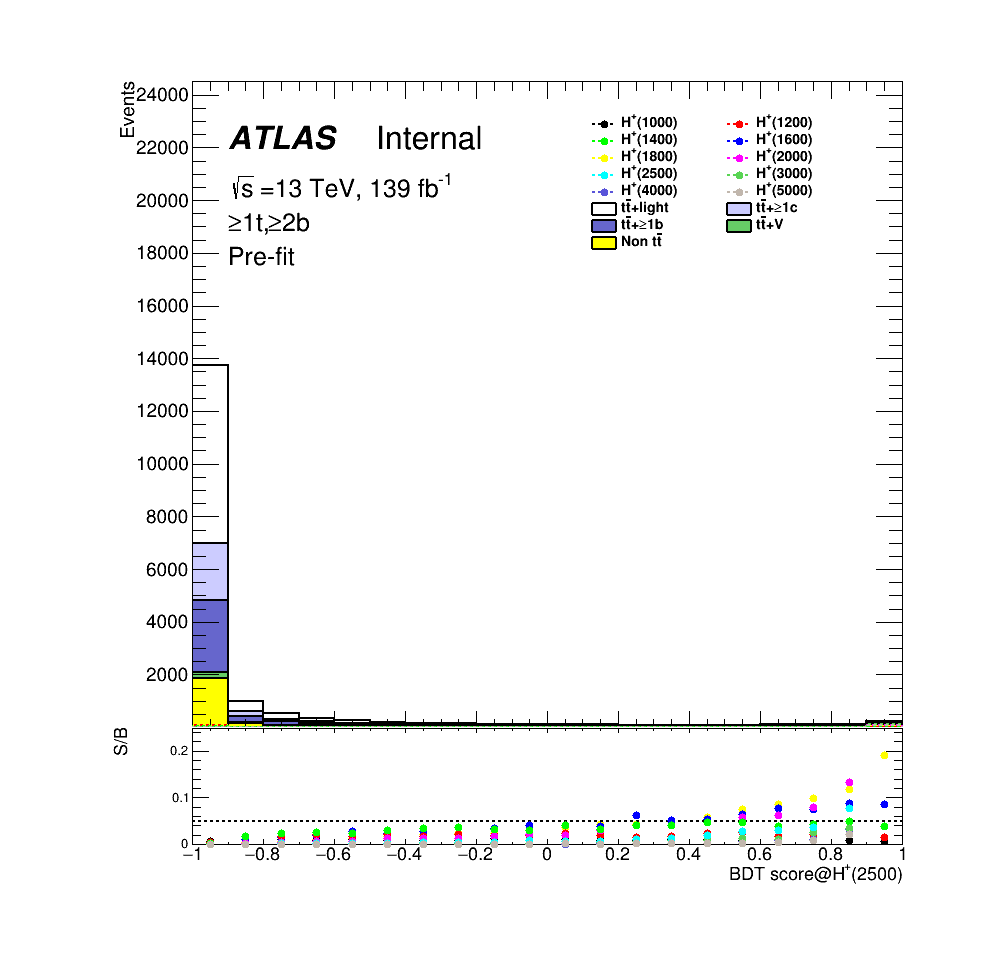 Events
24000
22000
20000
18000
16000
14000
12000
10000
8000
6000
4000
2000
ATLAS Internal
√s =13 TeV, 139 fb⁻¹
≥1t,≥2b
Pre-fit
H⁺(1000) H⁺(1200)
H⁺(1400) H⁺(1600)
H⁺(1800) H⁺(2000)
H⁺(2500) H⁺(3000)
H⁺(4000) H⁺(5000)
tt̄+light tt̄+≥1c
tt̄+≥1b tt̄+V
Non tt̄
S/B
0.2
0.1
0
−1 −0.8 −0.6 −0.4 −0.2 0 0.2 0.4 0.6 0.8 1
BDT score@H⁺(2500)